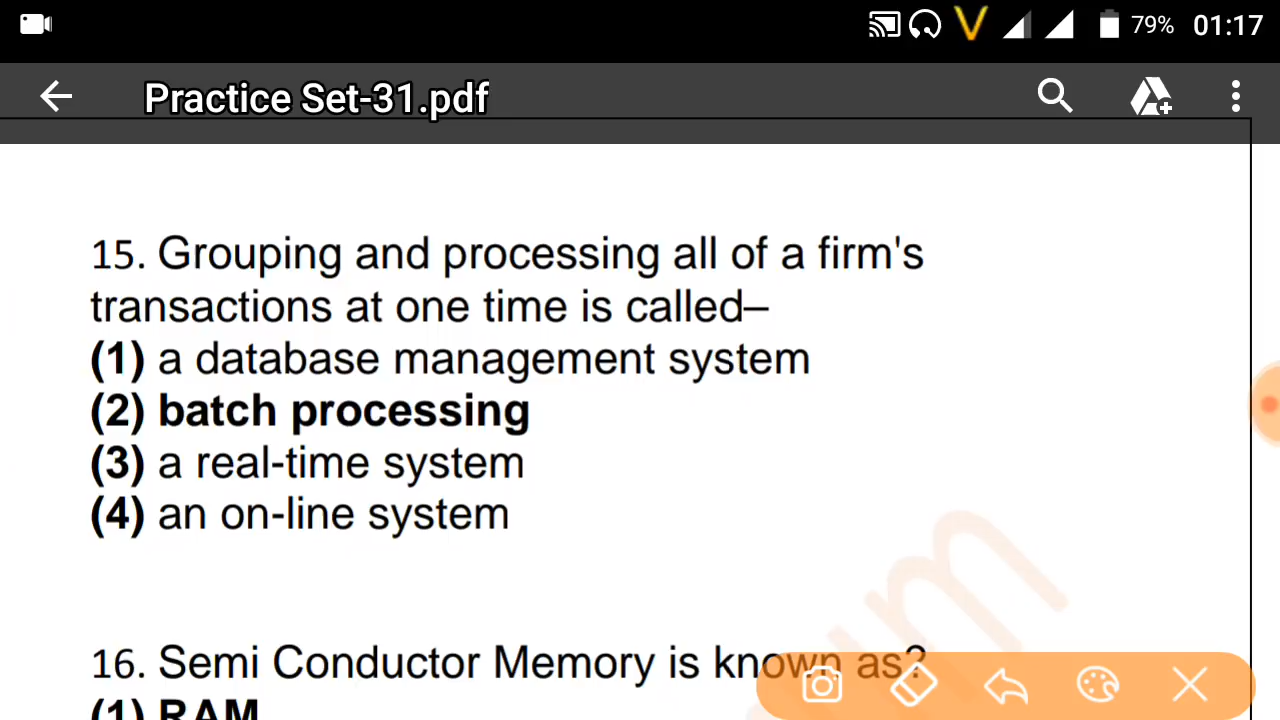 79% 01:17
Practice Set-31.pdf
15. Grouping and processing all of a firm's
transactions at one time is called–
(1) a database management system
(2) batch processing
(3) a real-time system
(4) an on-line system
16. Semi Conductor Memory is known as?
(1) RAM